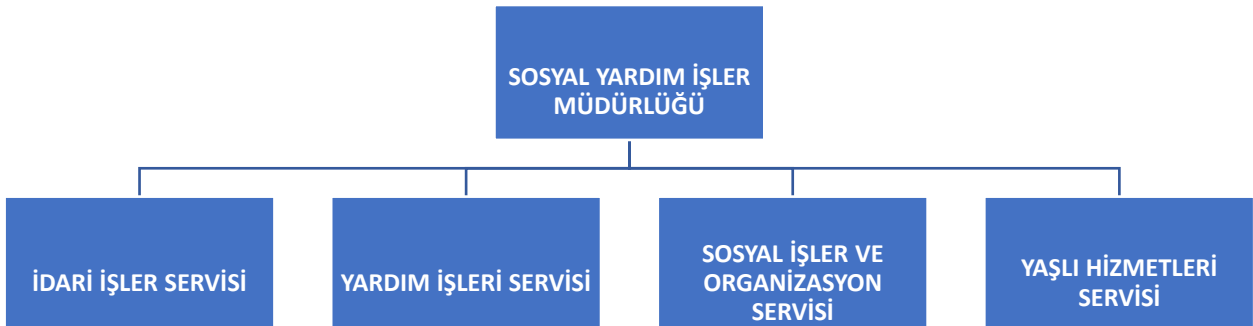 SOSYAL YARDIM İŞLER
MÜDÜRLÜĞÜ
İDARİ İŞLER SERVİSİ
YARDIM İŞLERİ SERVİSİ
SOSYAL İŞLER VE
ORGANİZASYON
SERVİSİ
YAŞLI HİZMETLERİ
SERVİSİ